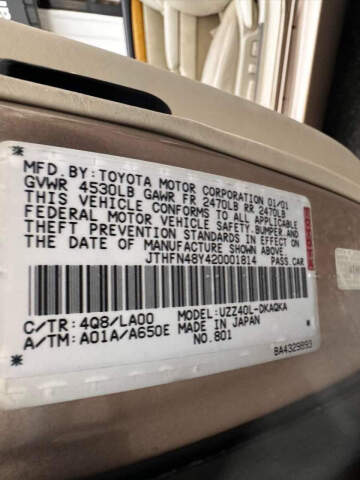 MFD.BY:TOYOTA MOTOR CORPORATION 01/01
GVWR 4530LB GAWR FR 2470LB RR 2470LB
THIS VEHICLE CONFORMS TO ALL APPLICABLE
FEDERAL MOTOR VEHICLE SAFETY,BUMPER,AND
THEFT PREVENTION STANDARDS IN EFFECT ON
THE DATE OF MANUFACTURE SHOWN ABOVE.
JTHFN48Y420001814 PASS CAR
*
*
C/TR:4Q8/LA00 MODEL:UZZ40L-DKAQKA
A/TM:A01A/A650E MADE IN JAPAN
NO.801
BA4329893